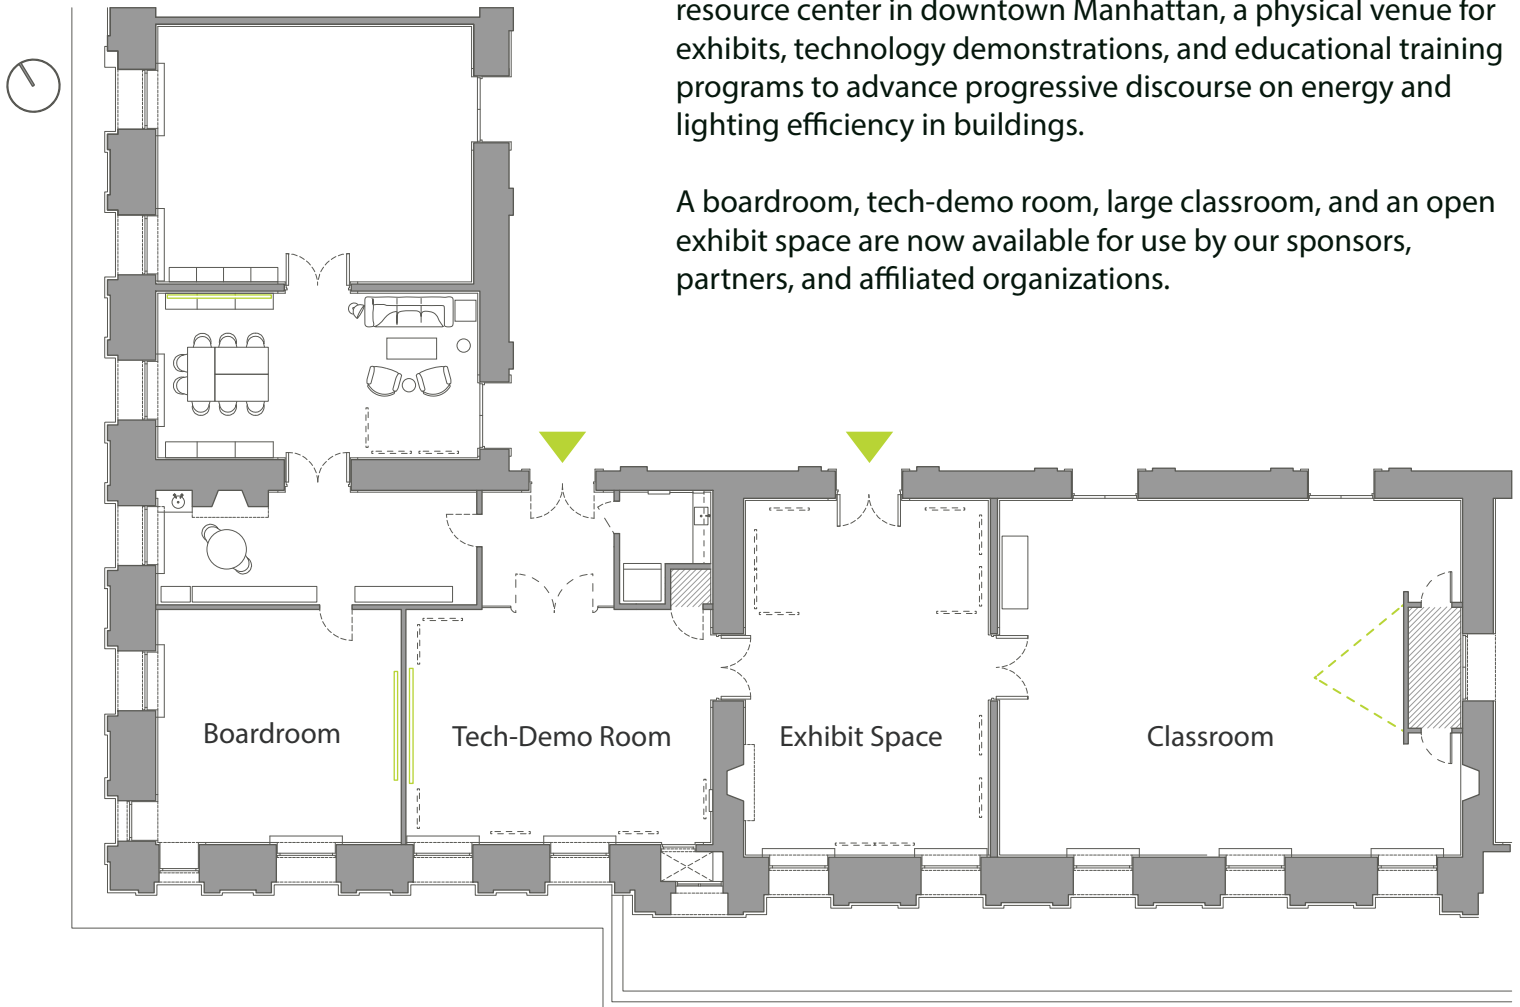 resource center in downtown Manhattan, a physical venue for
exhibits, technology demonstrations, and educational training
programs to advance progressive discourse on energy and
lighting efficiency in buildings.
A boardroom, tech-demo room, large classroom, and an open
exhibit space are now available for use by our sponsors,
partners, and affiliated organizations.
Boardroom
Tech-Demo Room
Exhibit Space
Classroom